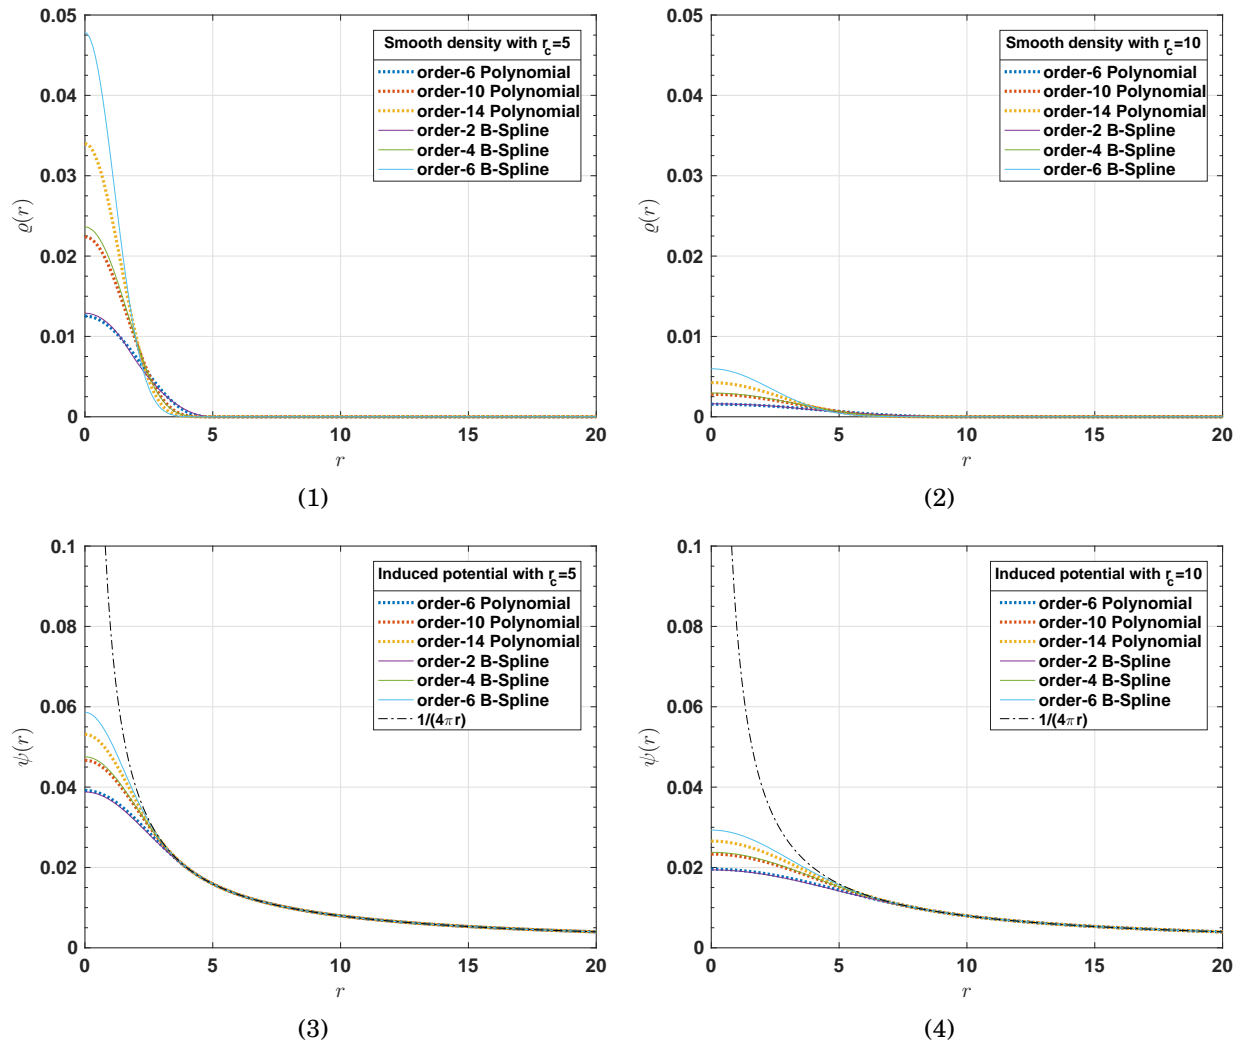 0.05
0.04
0.03
0.02
0.01
0
ϱ(r)
0 5 10 15 20
r
Smooth density with r_c=5
order-6 Polynomial
order-10 Polynomial
order-14 Polynomial
order-2 B-Spline
order-4 B-Spline
order-6 B-Spline
(1)
0.05
0.04
0.03
0.02
0.01
0
ϱ(r)
0 5 10 15 20
r
Smooth density with r_c=10
order-6 Polynomial
order-10 Polynomial
order-14 Polynomial
order-2 B-Spline
order-4 B-Spline
order-6 B-Spline
(2)
0.1
0.08
0.06
0.04
0.02
0
ψ(r)
0 5 10 15 20
r
Induced potential with r_c=5
order-6 Polynomial
order-10 Polynomial
order-14 Polynomial
order-2 B-Spline
order-4 B-Spline
order-6 B-Spline
1/(4πr)
(3)
0.1
0.08
0.06
0.04
0.02
0
ψ(r)
0 5 10 15 20
r
Induced potential with r_c=10
order-6 Polynomial
order-10 Polynomial
order-14 Polynomial
order-2 B-Spline
order-4 B-Spline
order-6 B-Spline
1/(4πr)
(4)